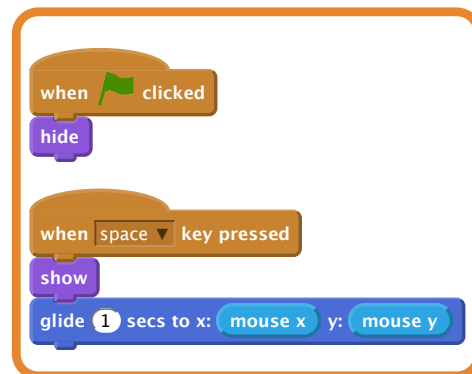 when clicked
hide
when space key pressed
show
glide 1 secs to x: mouse x y: mouse y